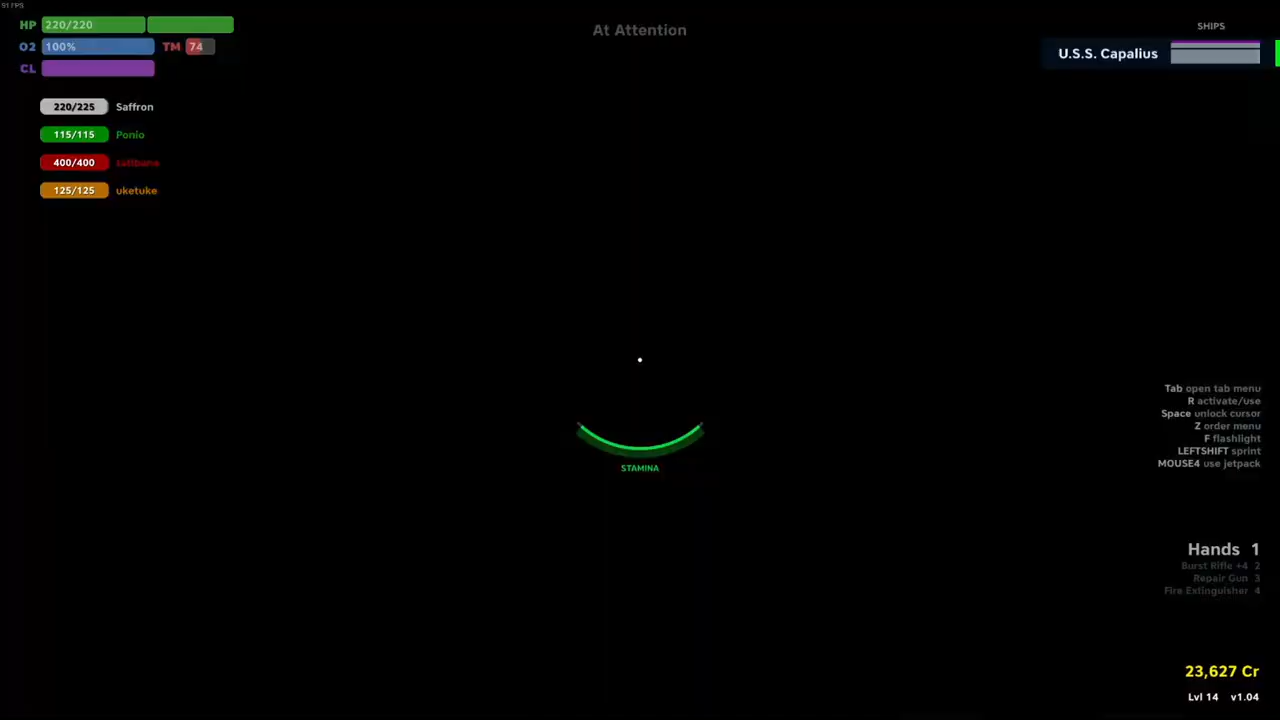 91 FPS
HP 220/220
At Attention
SHIPS
O2 100% TM 74
U.S.S. Capalius
CL
220/225 Saffron
115/115 Ponio
400/400
125/125 uketuke
Tab open tab menu
R activate/use
Space unlock cursor
Z order menu
F flashlight
LEFTSHIFT sprint
MOUSE4 use jetpack
STAMINA
Hands 1
Burst Rifle +4 2
Repair Gun 3
Fire Extinguisher 4
23,627 Cr
Lvl 14 v1.04